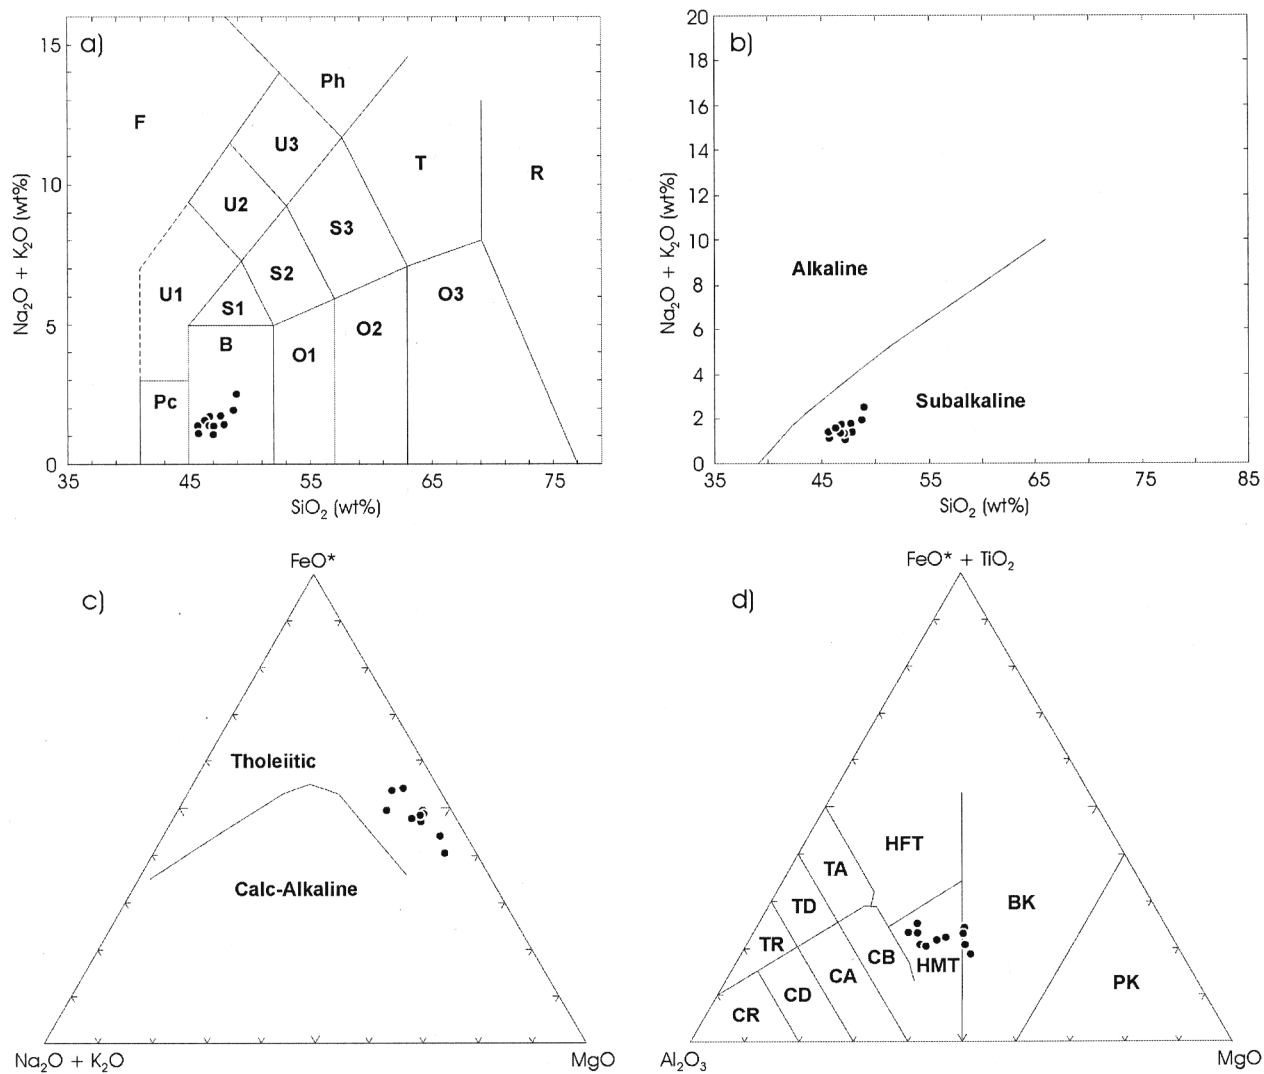 a)
15
10
5
0
Na₂O + K₂O (wt%)
F
Ph
U3
T
R
U2
S3
S2
U1
S1
O3
B
O2
O1
Pc
35 45 55 65 75
SiO₂ (wt%)
b)
20
18
16
14
12
10
8
6
4
2
0
Na₂O + K₂O (wt%)
Alkaline
Subalkaline
35 45 55 65 75 85
SiO₂ (wt%)
c)
FeO*
Tholeiitic
Calc-Alkaline
Na₂O + K₂O
MgO
d)
FeO* + TiO₂
HFT
TA
BK
TD
TR
CB
HMT
CA
PK
CD
CR
Al₂O₃
MgO